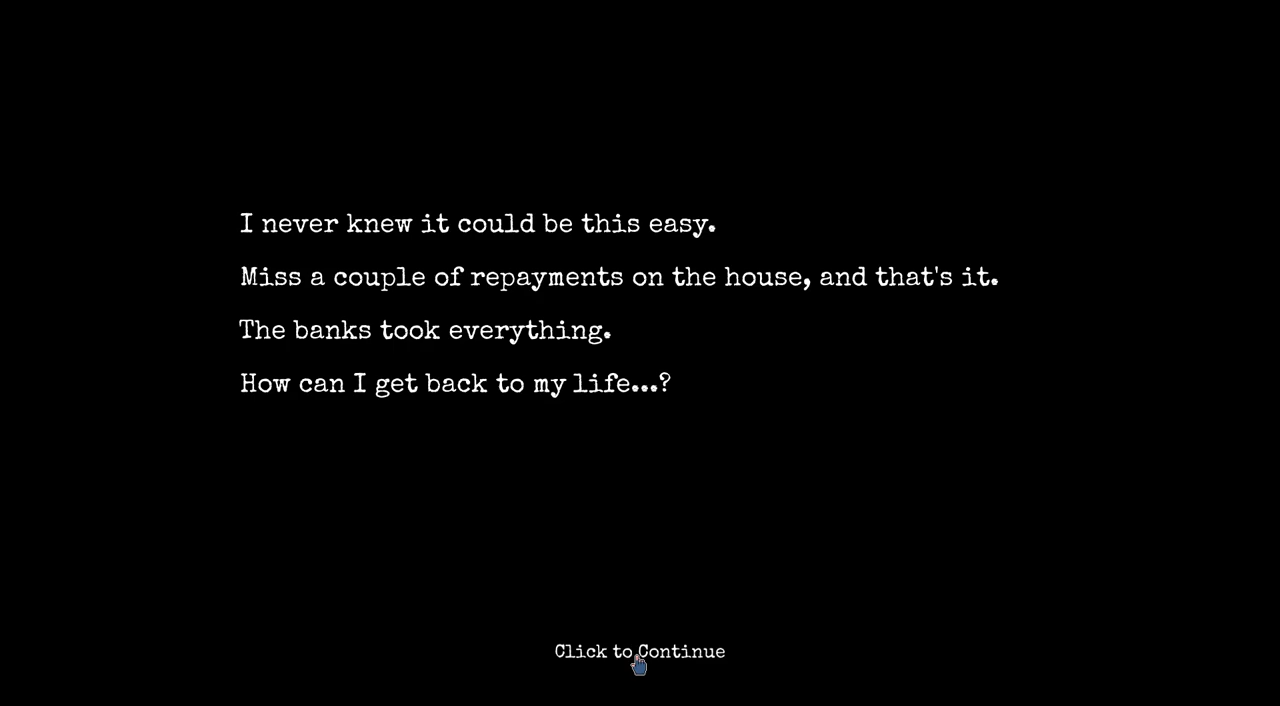 I never knew it could be this easy.
Miss a couple of repayments on the house, and that's it.
The banks took everything.
How can I get back to my life...?
Click to Continue